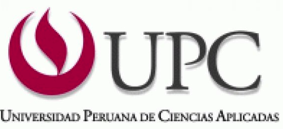 UPC
UNIVERSIDAD PERUANA DE CIENCIAS APLICADAS